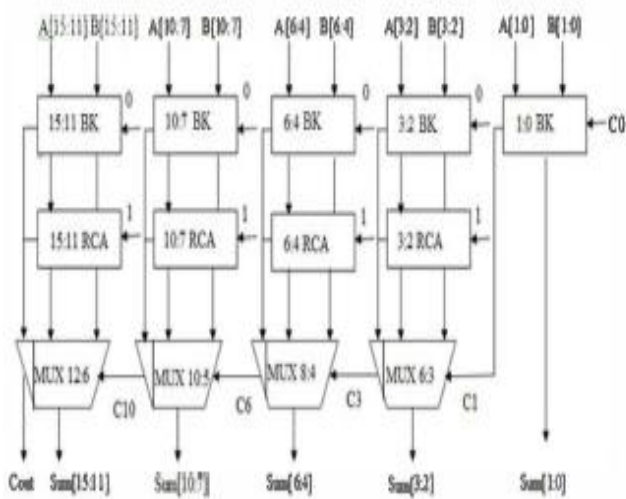 A[15:11] B[15:11] A[10:7] B[10:7] A[6:4] B[6:4] A[3:2] B[3:2] A[1:0] B[1:0]
0 0 0 0
15:11 BK 10:7 BK 6:4 BK 3:2 BK 1:0 BK C0
1 1 1 1
15:11 RCA 10:7 RCA 6:4 RCA 3:2 RCA
MUX 12:6 MUX 10:5 MUX 8:4 MUX 6:3
C10 C6 C3 C1
Cout Sum[15:11] Sum[10:7] Sum[6:4] Sum[3:2] Sum[1:0]